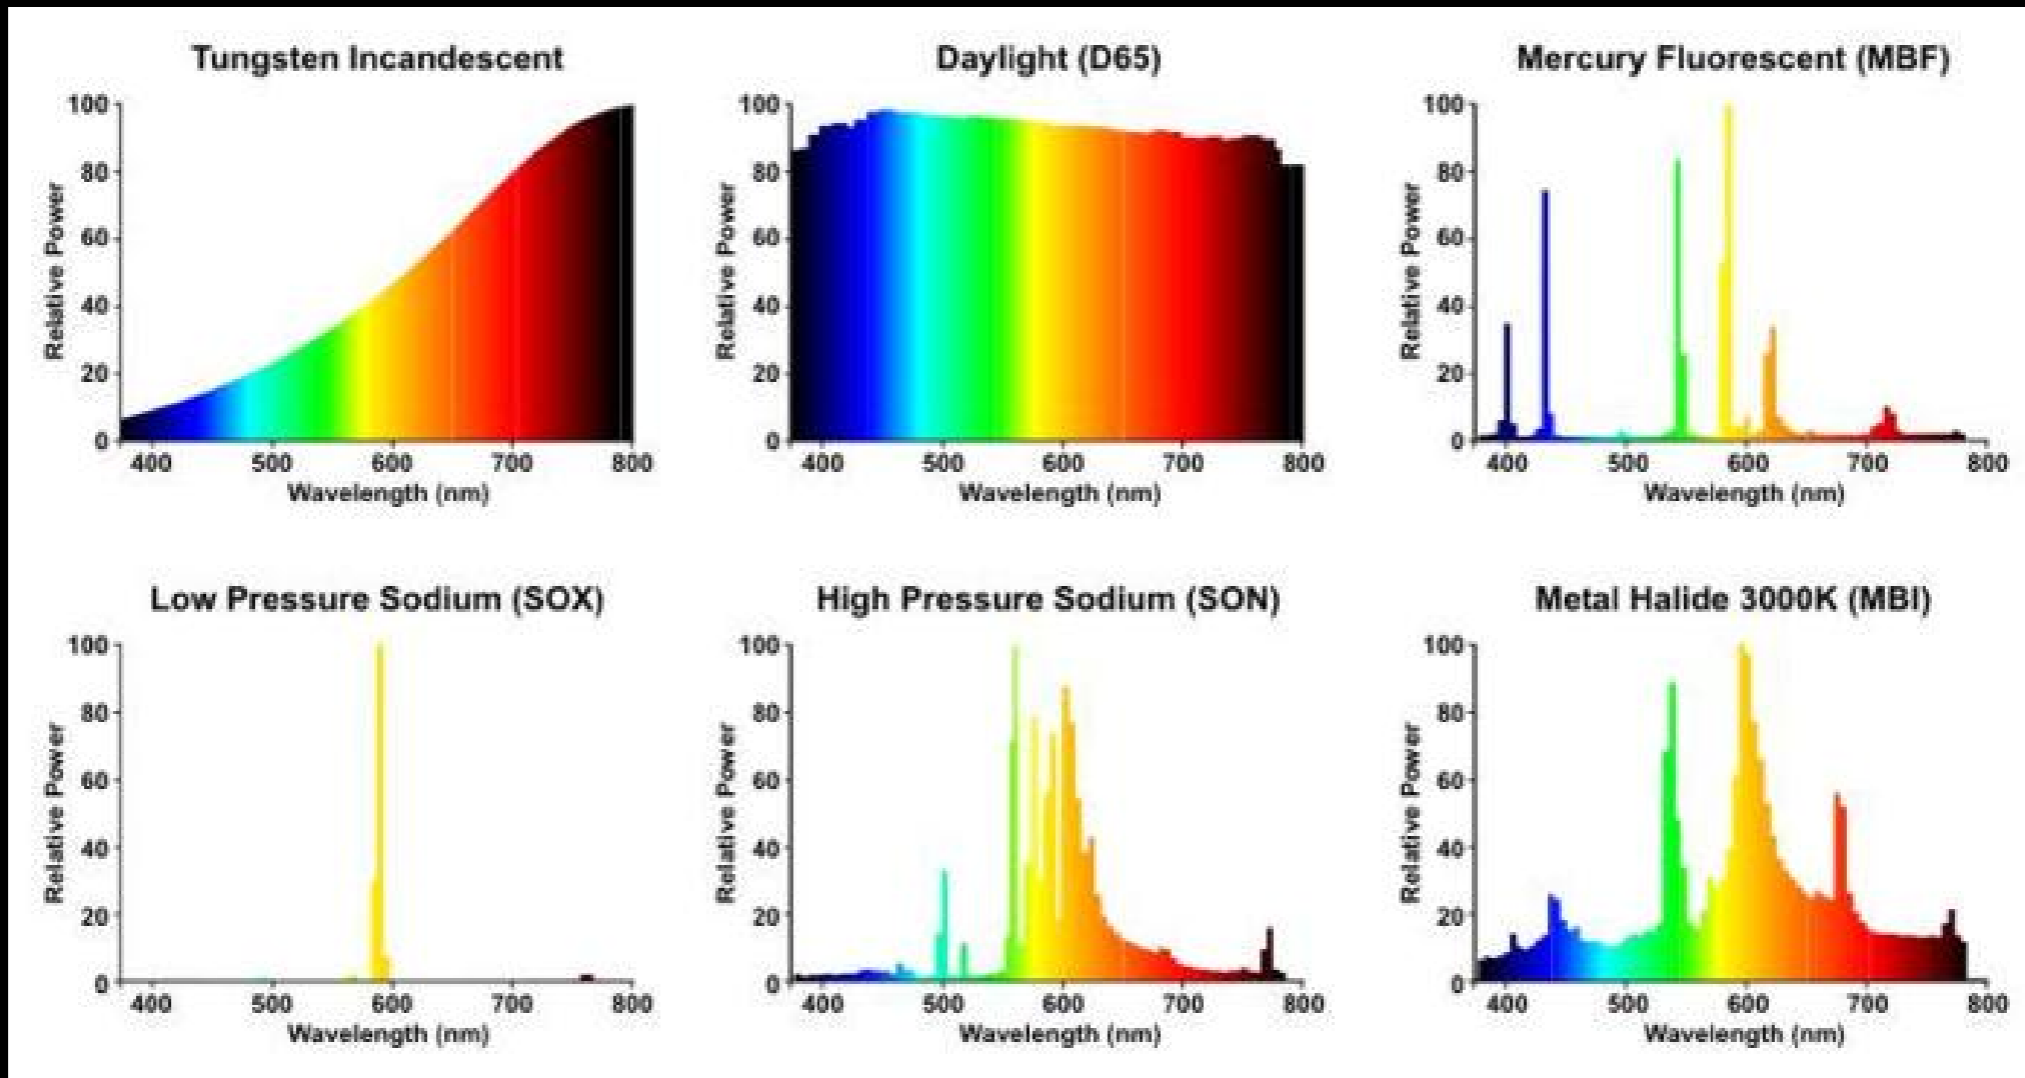 Tungsten Incandescent
Relative Power
100
80
60
40
20
0
400 500 600 700 800
Wavelength (nm)
Daylight (D65)
Relative Power
100
80
60
40
20
0
400 500 600 700 800
Wavelength (nm)
Mercury Fluorescent (MBF)
Relative Power
100
80
60
40
20
0
400 500 600 700 800
Wavelength (nm)
Low Pressure Sodium (SOX)
Relative Power
100
80
60
40
20
0
400 500 600 700 800
Wavelength (nm)
High Pressure Sodium (SON)
Relative Power
100
80
60
40
20
0
400 500 600 700 800
Wavelength (nm)
Metal Halide 3000K (MBI)
Relative Power
100
80
60
40
20
0
400 500 600 700 800
Wavelength (nm)